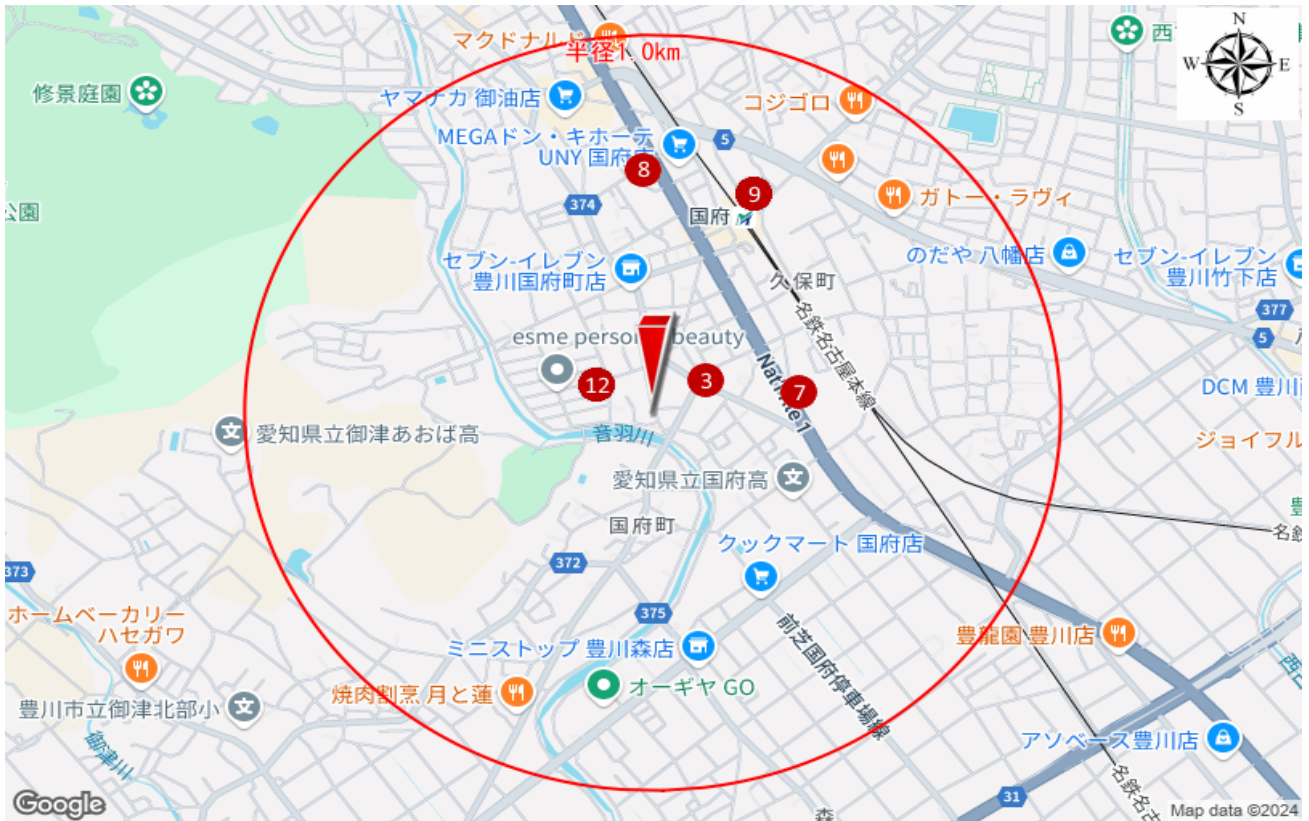 マクドナルド
半径1.0km
西
N
W E
S
修景庭園
ヤマナカ 御油店
コジゴロ
MEGAドン・キホーテ
UNY 国府店
5
8
9
374
国府
ガトー・ラヴィ
公園
のだや 八幡店
セブン-イレブン
豊川竹下店
セブン-イレブン
豊川国府町店
久保町
377
5
名鉄名古屋本線
esme perso beauty
12
3
7
DCM 豊川
愛知県立御津あおば高
音羽川
ジョイフル
愛知県立国府高
国府町
クックマート 国府店
373
372
ホームベーカリー
ハセガワ
375
豊龍園 豊川店
ミニストップ 豊川森店
前芝国府停車場線
焼肉割烹 月と蓮
オーギヤ GO
豊川市立御津北部小
御津川
アソベース豊川店
31
名鉄名古
森
Google
Map data ©2024